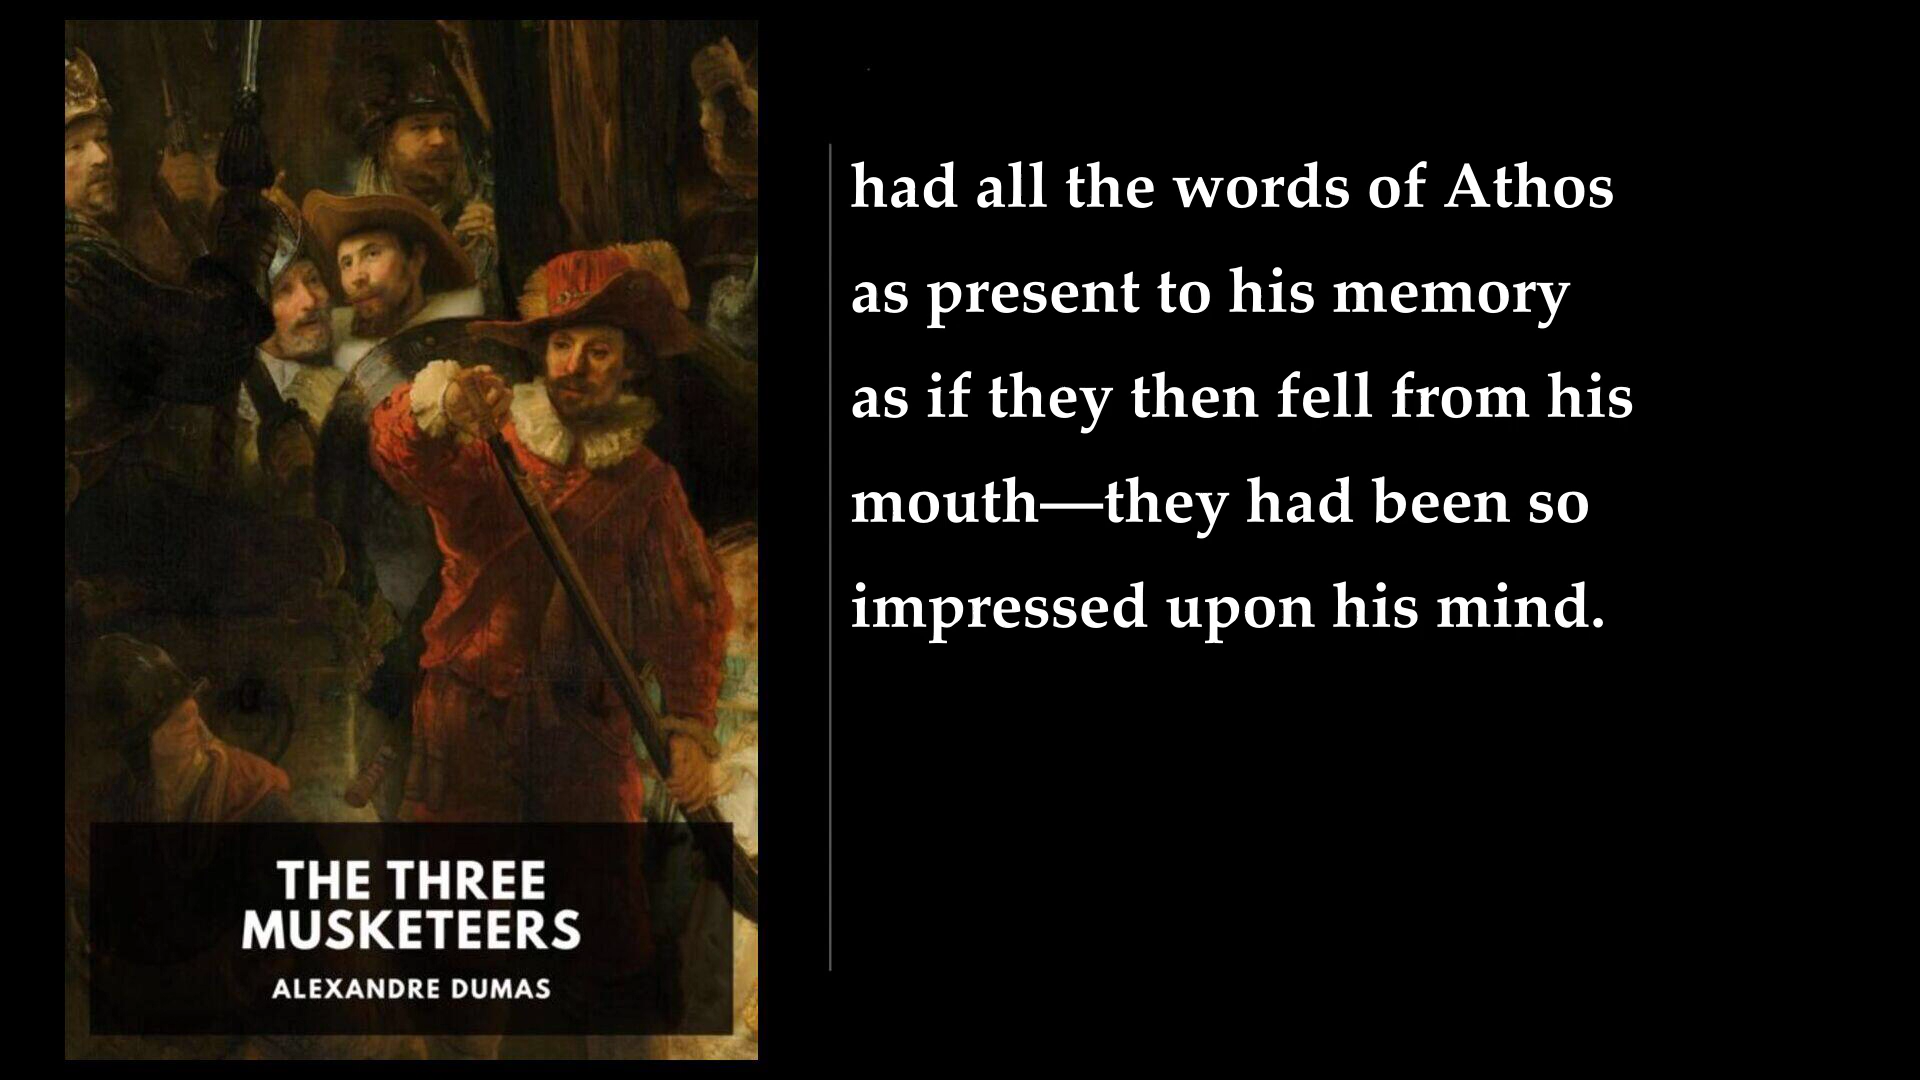 had all the words of Athos
as present to his memory
as if they then fell from his
mouth—they had been so
impressed upon his mind.
THE THREE
MUSKETEERS
ALEXANDRE DUMAS